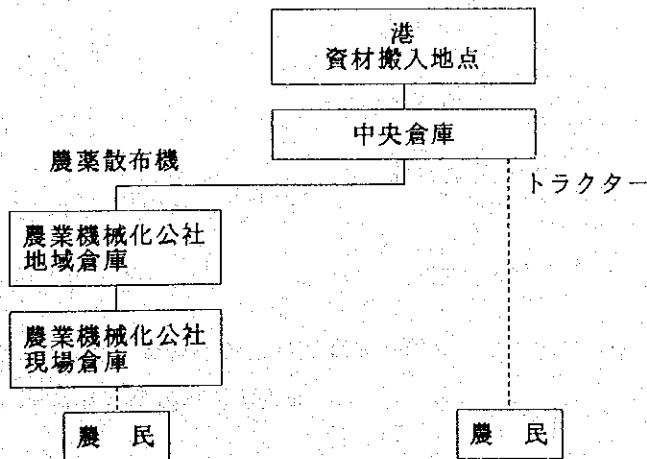 港
資材搬入地点
中央倉庫
農薬散布機
トラクター
農業機械化公社
地域倉庫
農業機械化公社
現場倉庫
農 民
農 民